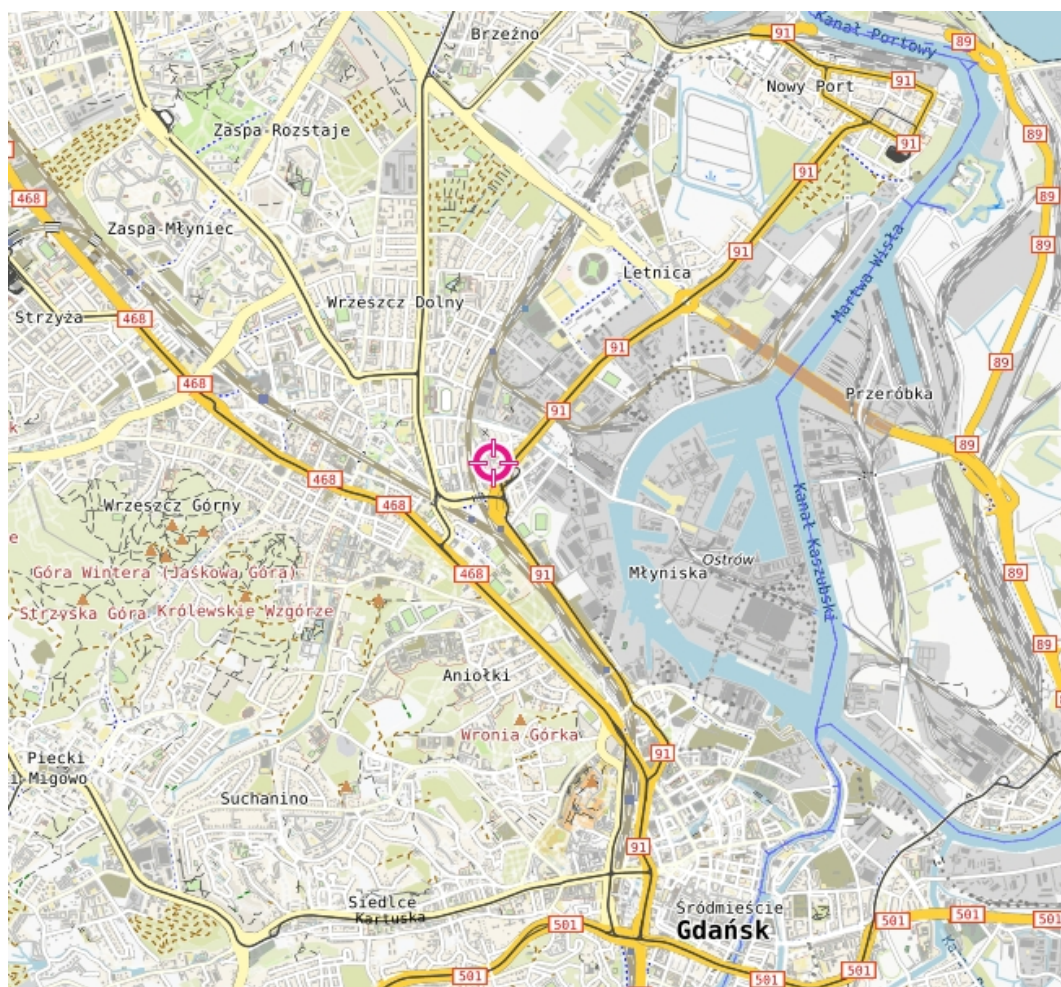 Brzeźno
91
Kanał Portowy
89
Nowy Port
91
Zaspa-Rozstaje
91
89
91
468
Zaspa-Młyniec
91
89
Letnica
Martwa Wisła
Wrzeszcz Dolny
Strzyża
468
91
89
468
Przeróbka
91
89
468
Wrzeszcz Górny
468
Kanał Kaszubski
Ostrów
Góra Wintera (Jaśkowa Góra)
468
91
Młyniska
89
Strzyska Góra
Królewskie Wzgórze
89
Aniołki
Wronia Górka
91
Piecki
i Migowo
Suchanino
91
Siedlce
Kartuska
Śródmieście
Gdańsk
501
501
501
501
501
501